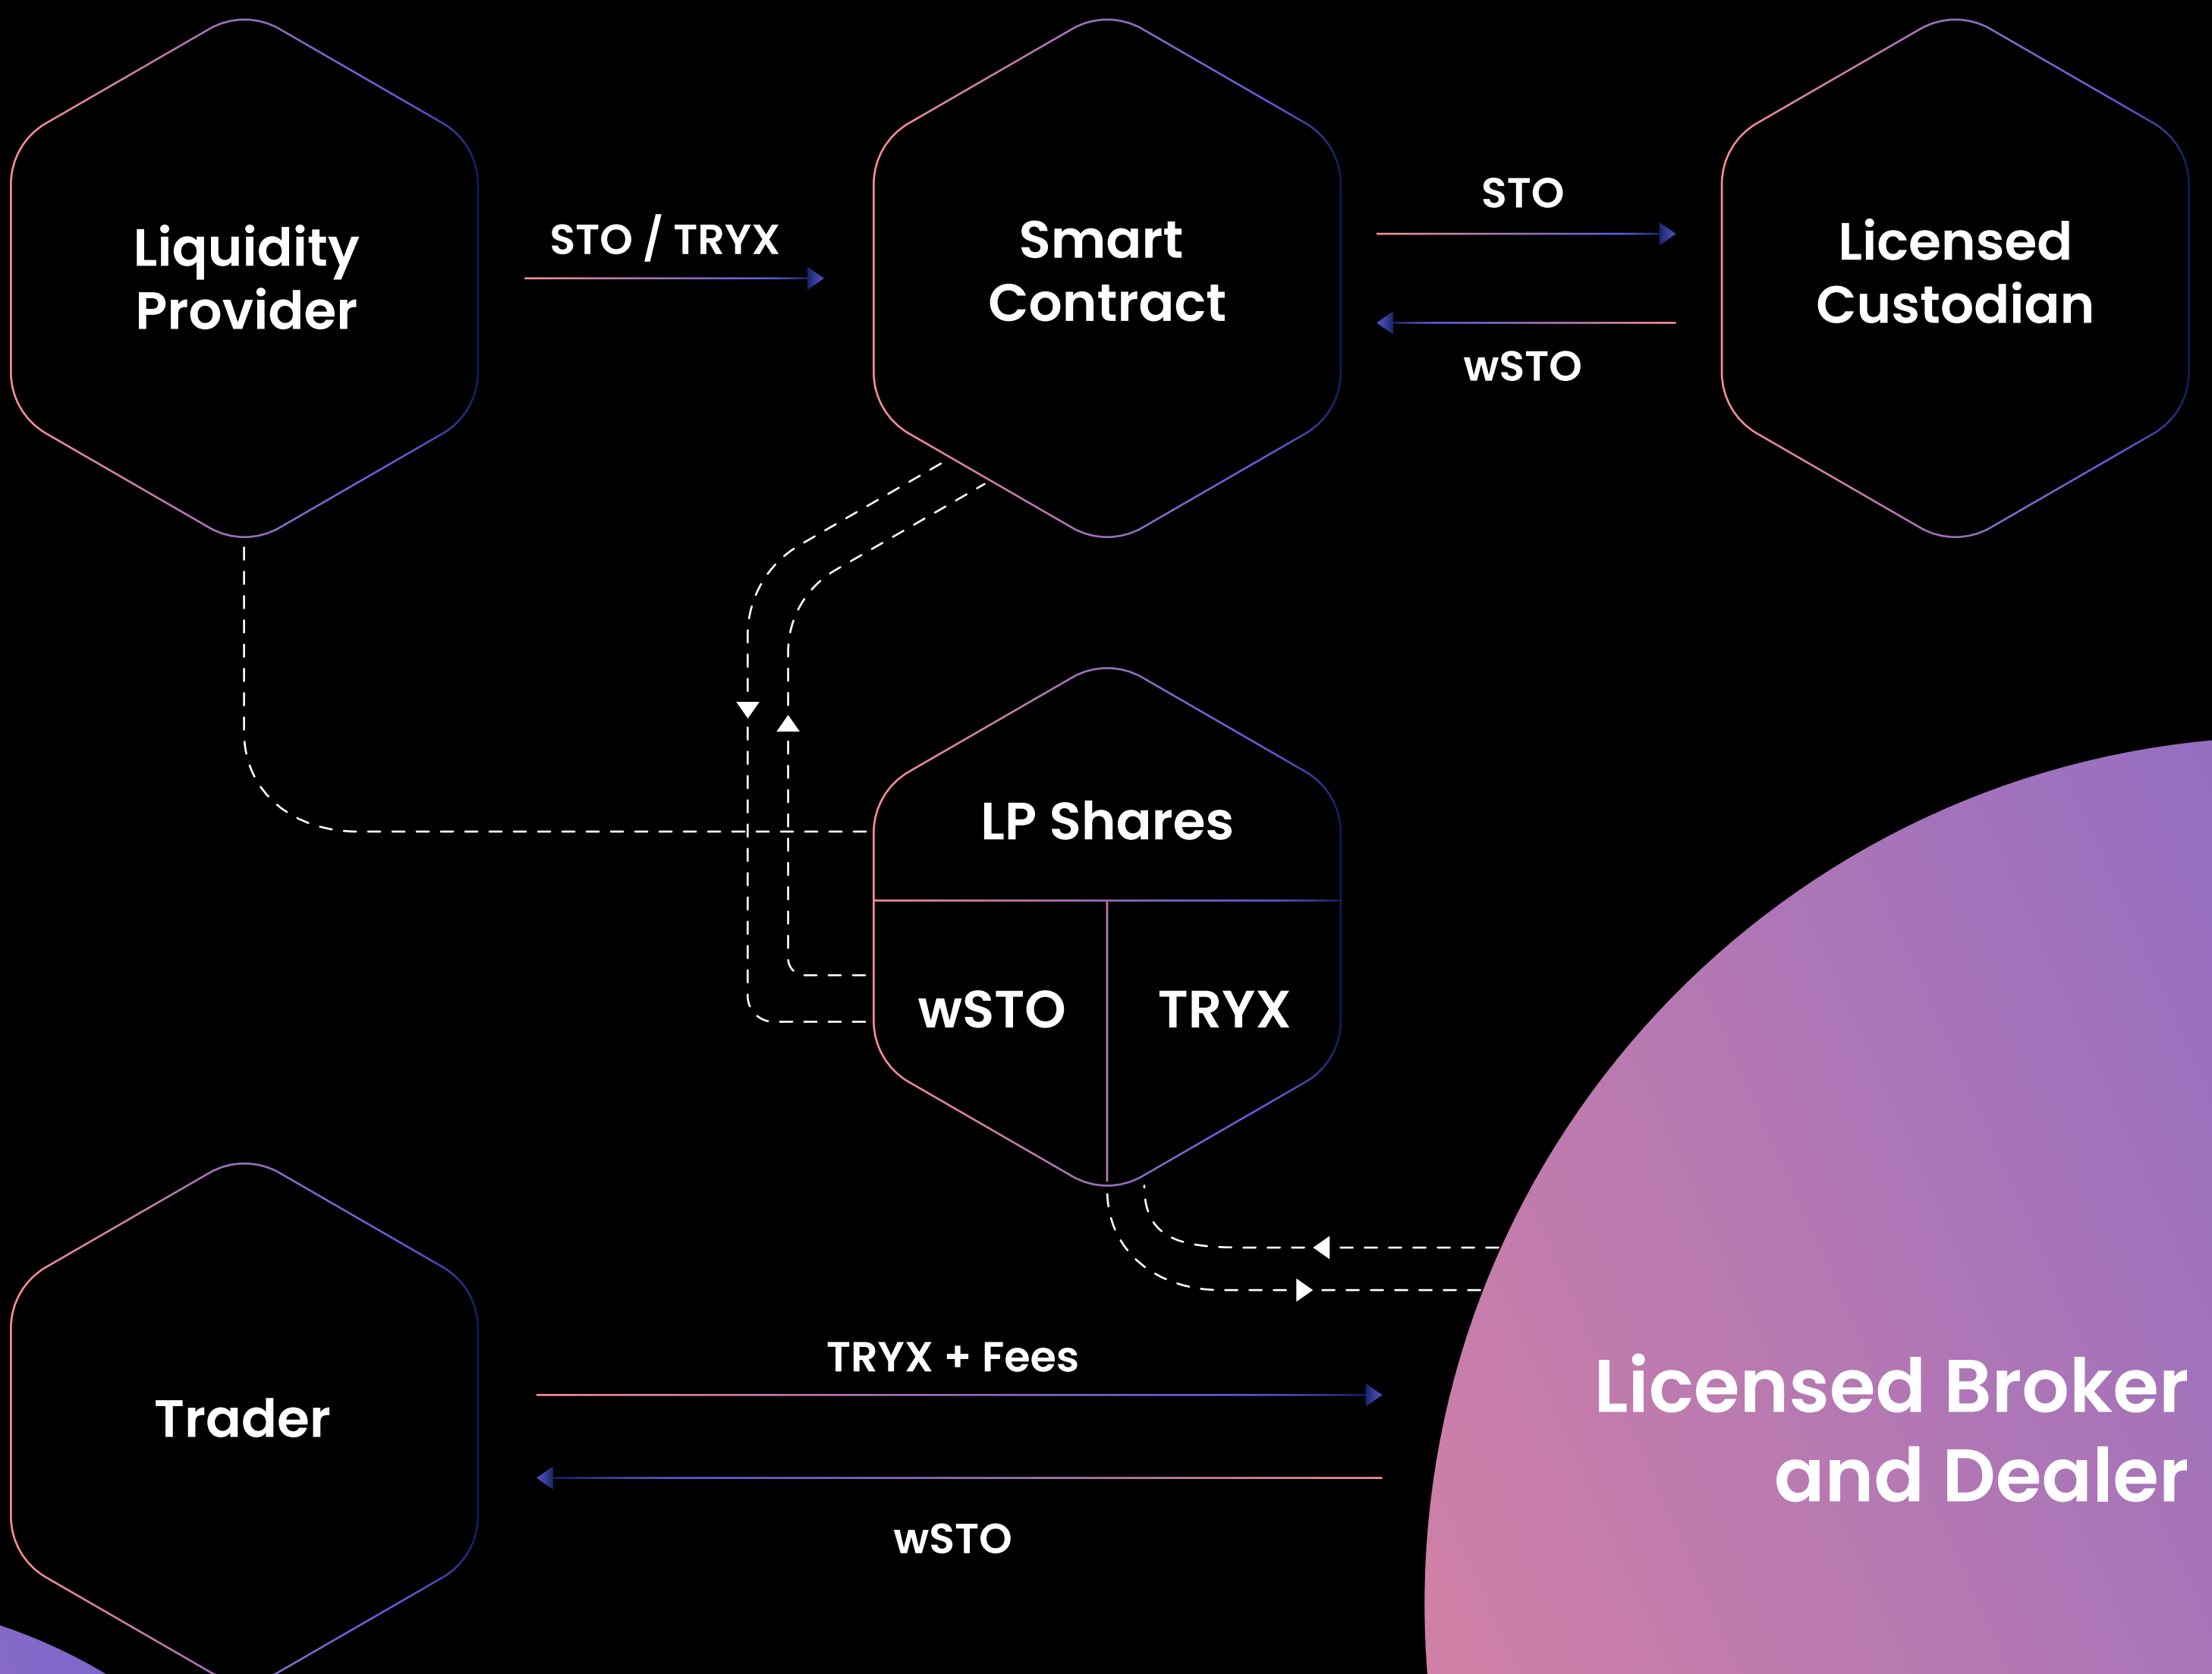 Liquidity
Provider
STO / TRYX
Smart
Contract
STO
wSTO
Licensed
Custodian
LP Shares
wSTO
TRYX
Trader
TRYX + Fees
wSTO
Licensed Broker
and Dealer